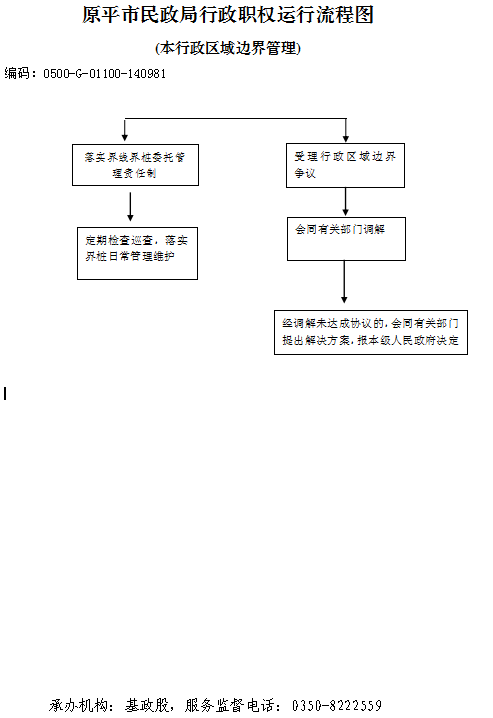 原平市民政局行政职权运行流程图
(本行政区域边界管理)
编码：0500-G-01100-140981
落实界线界桩委托管
理责任制
定期检查巡查，落实
界桩日常管理维护
受理行政区域边界
争议
会同有关部门调解
经调解未达成协议的，会同有关部门
提出解决方案，报本级人民政府决定
承办机构：基政股，服务监督电话：0350-8222559